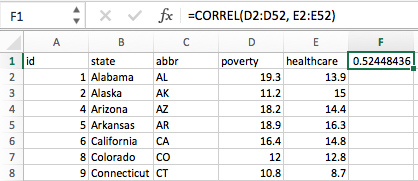 F1 fx =CORREL(D2:D52, E2:E52)
A B C D E F
1 id state abbr poverty healthcare 0.52448436
2 1 Alabama AL 19.3 13.9
3 2 Alaska AK 11.2 15
4 4 Arizona AZ 18.2 14.4
5 5 Arkansas AR 18.9 16.3
6 6 California CA 16.4 14.8
7 8 Colorado CO 12 12.8
8 9 Connecticut CT 10.8 8.7